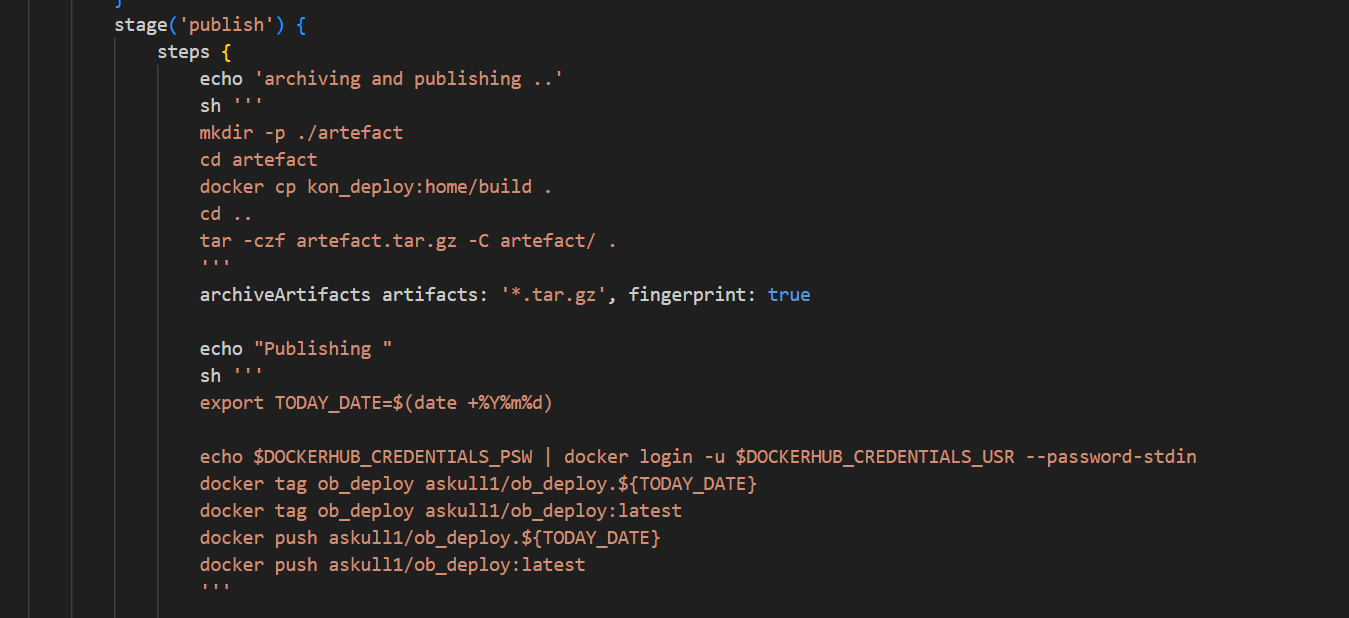 }
stage('publish') {
steps {
echo 'archiving and publishing ..'
sh '''
mkdir -p ./artefact
cd artefact
docker cp kon_deploy:home/build .
cd ..
tar -czf artefact.tar.gz -C artefact/ .
'''
archiveArtifacts artifacts: '*.tar.gz', fingerprint: true
echo "Publishing "
sh '''
export TODAY_DATE=$(date +%Y%m%d)
echo $DOCKERHUB_CREDENTIALS_PSW | docker login -u $DOCKERHUB_CREDENTIALS_USR --password-stdin
docker tag ob_deploy askull1/ob_deploy.${TODAY_DATE}
docker tag ob_deploy askull1/ob_deploy:latest
docker push askull1/ob_deploy.${TODAY_DATE}
docker push askull1/ob_deploy:latest
'''